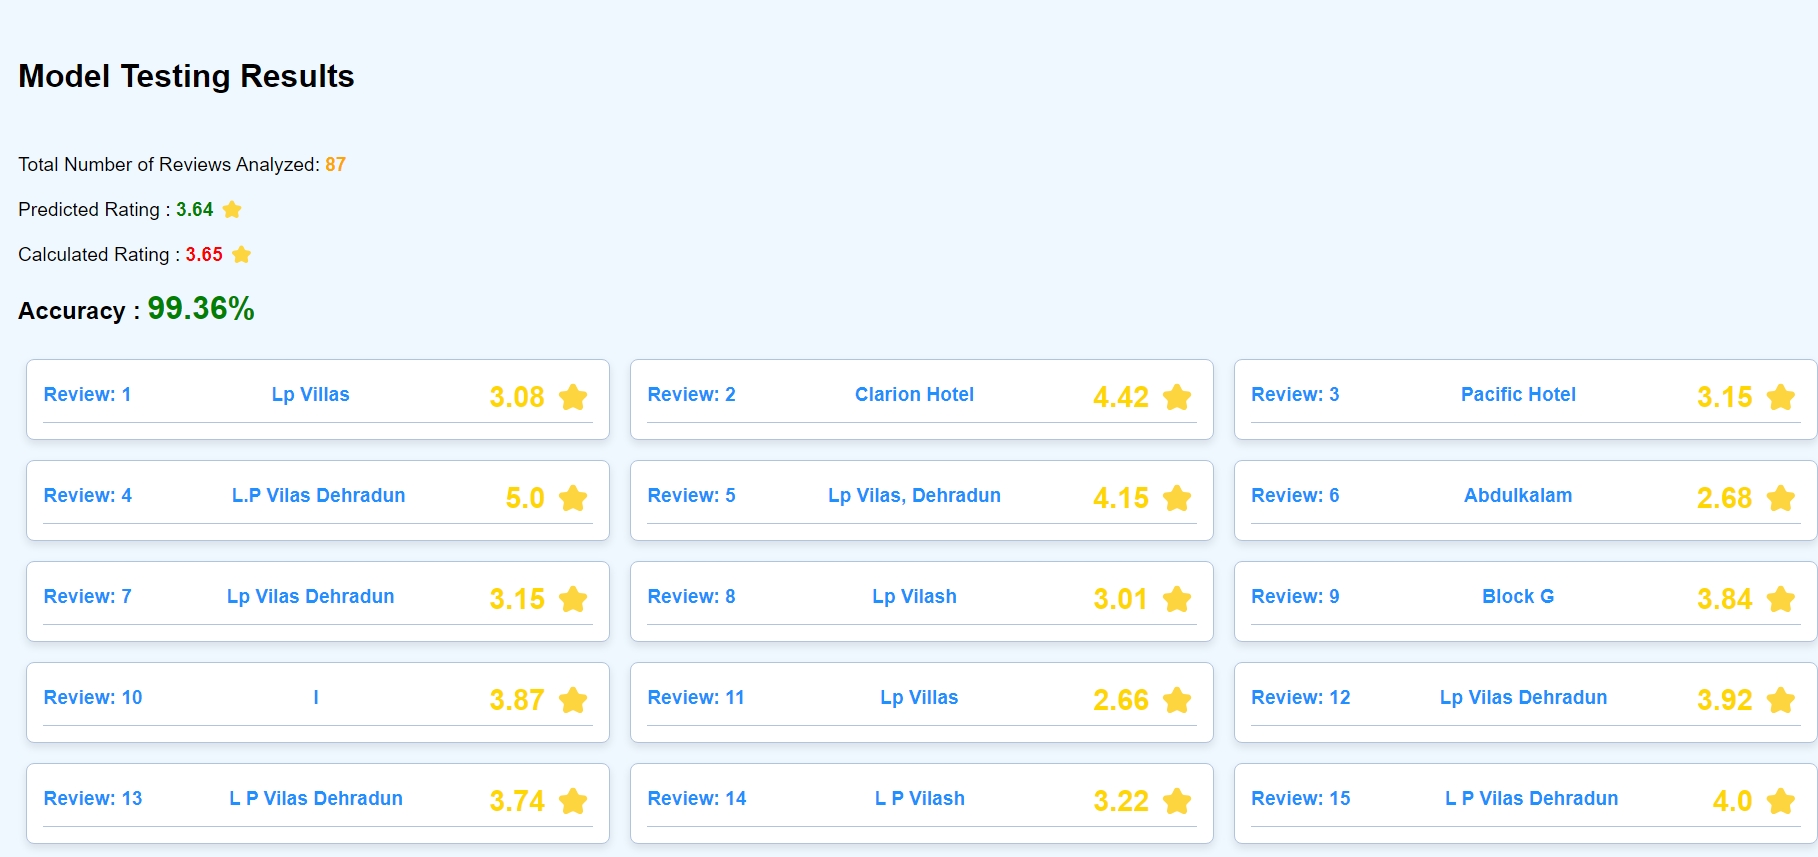 Model Testing Results
Total Number of Reviews Analyzed: 87
Predicted Rating : 3.64
Calculated Rating : 3.65
Accuracy : 99.36%
Review: 1 Lp Villas 3.08
Review: 2 Clarion Hotel 4.42
Review: 3 Pacific Hotel 3.15
Review: 4 L.P Vilas Dehradun 5.0
Review: 5 Lp Vilas, Dehradun 4.15
Review: 6 Abdulkalam 2.68
Review: 7 Lp Vilas Dehradun 3.15
Review: 8 Lp Vilash 3.01
Review: 9 Block G 3.84
Review: 10 I 3.87
Review: 11 Lp Villas 2.66
Review: 12 Lp Vilas Dehradun 3.92
Review: 13 L P Vilas Dehradun 3.74
Review: 14 L P Vilash 3.22
Review: 15 L P Vilas Dehradun 4.0